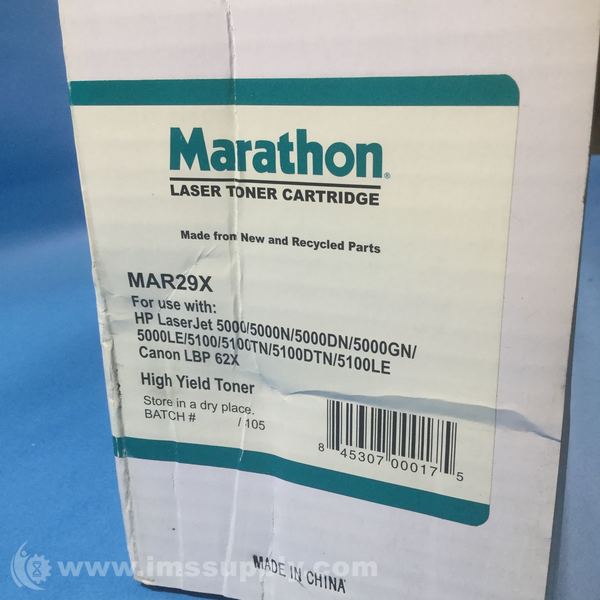 Marathon®
LASER TONER CARTRIDGE
Made from New and Recycled Parts
MAR29X
For use with:
HP LaserJet 5000/5000N/5000DN/5000GN/
5000LE/5100/5100TN/5100DTN/5100LE
Canon LBP 62X
High Yield Toner
Store in a dry place.
BATCH # / 105
8 45307 00017 5
MADE IN CHINA
www.imssupply.com